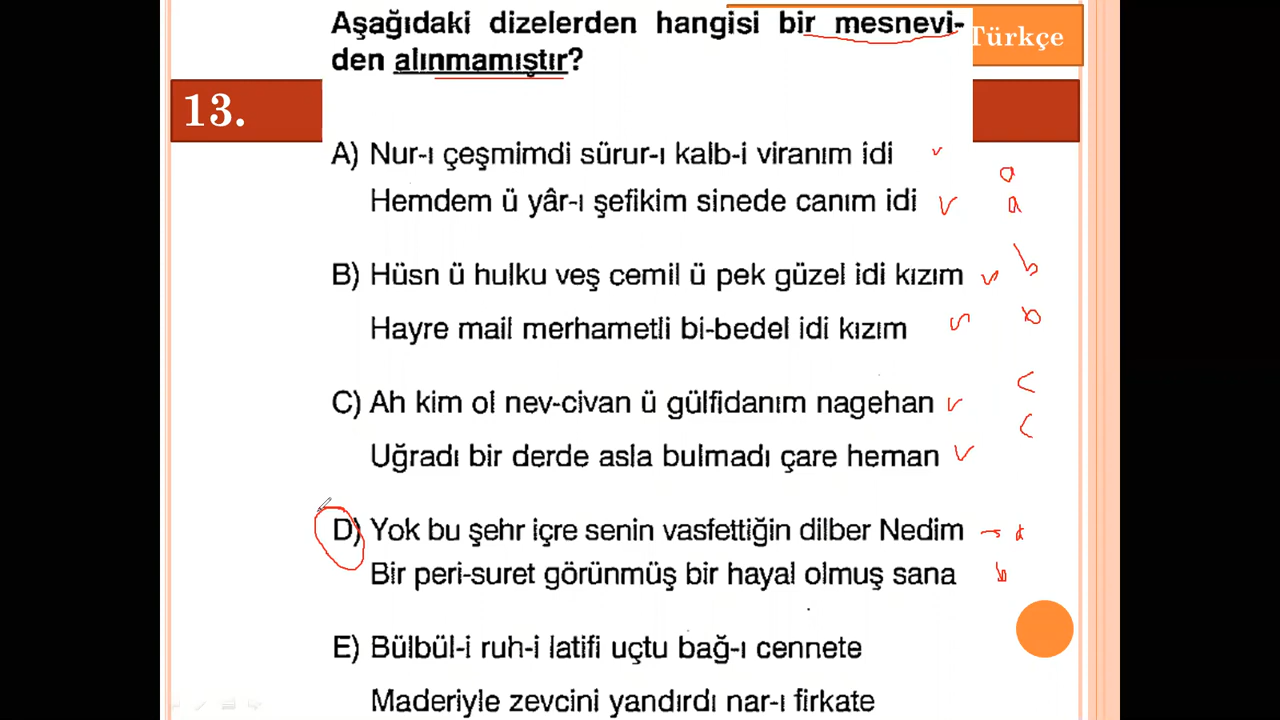 Aşağıdaki dizelerden hangisi bir mesnevi-
den alınmamıştır?
Türkçe
13.
A) Nur-ı çeşmimdi sürur-ı kalb-i viranım idi
Hemdem ü yâr-ı şefikim sinede canım idi
a
a
B) Hüsn ü hulku veş cemil ü pek güzel idi kızım
Hayre mail merhametli bi-bedel idi kızım
b
b
C) Ah kim ol nev-civan ü gülfidanım nagehan
Uğradı bir derde asla bulmadı çare heman
c
c
D) Yok bu şehr içre senin vasfettiğin dilber Nedim
Bir peri-suret görünmüş bir hayal olmuş sana
a
b
E) Bülbül-i ruh-i latifi uçtu bağ-ı cennete
Maderiyle zevcini yandırdı nar-ı firkate